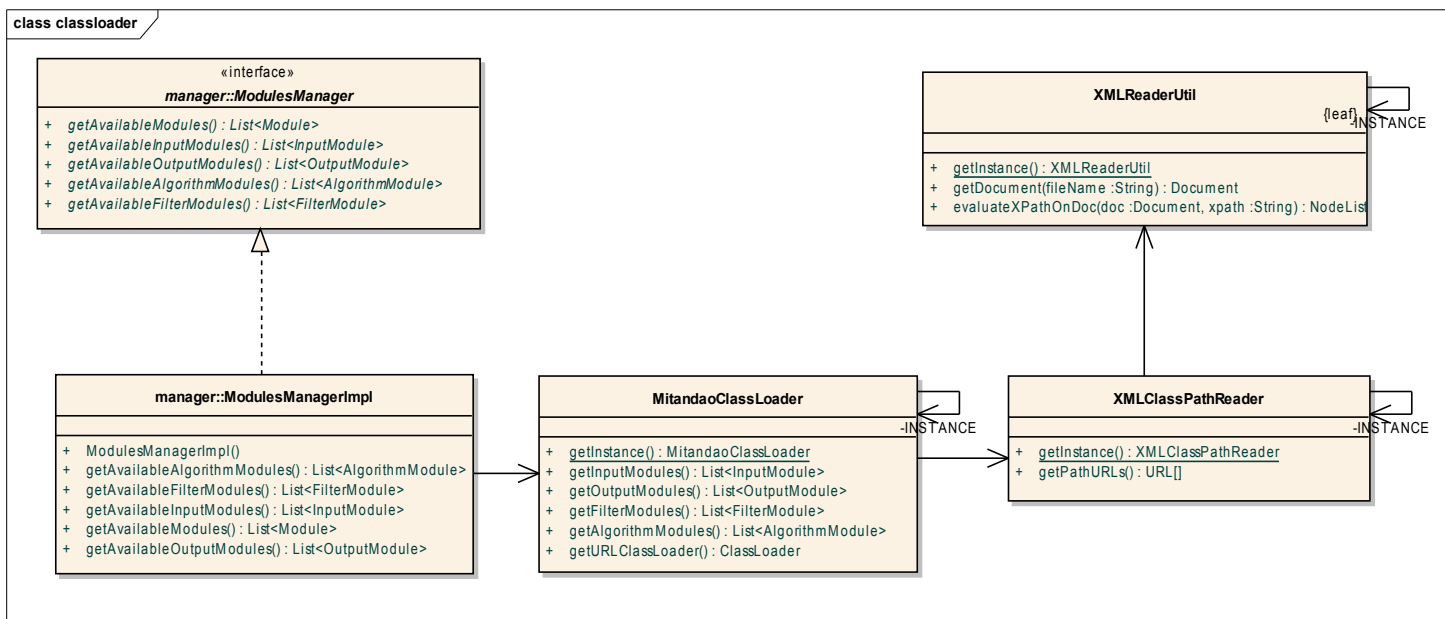 class classloader
«interface»
manager::ModulesManager
+ getAvailableModules() : List<Module>
+ getAvailableInputModules() : List<InputModule>
+ getAvailableOutputModules() : List<OutputModule>
+ getAvailableAlgorithmModules() : List<AlgorithmModule>
+ getAvailableFilterModules() : List<FilterModule>
XMLReaderUtil
{leaf}
-INSTANCE
+ getInstance() : XMLReaderUtil
+ getDocument(fileName :String) : Document
+ evaluateXPathOnDoc(doc :Document, xpath :String) : NodeList
manager::ModulesManagerImpl
+ ModulesManagerImpl()
+ getAvailableAlgorithmModules() : List<AlgorithmModule>
+ getAvailableFilterModules() : List<FilterModule>
+ getAvailableInputModules() : List<InputModule>
+ getAvailableModules() : List<Module>
+ getAvailableOutputModules() : List<OutputModule>
MitandaoClassLoader
-INSTANCE
+ getInstance() : MitandaoClassLoader
+ getInputModules() : List<InputModule>
+ getOutputModules() : List<OutputModule>
+ getFilterModules() : List<FilterModule>
+ getAlgorithmModules() : List<AlgorithmModule>
+ getURLClassLoader() : ClassLoader
XMLClassPathReader
-INSTANCE
+ getInstance() : XMLClassPathReader
+ getPathURLs() : URL[]